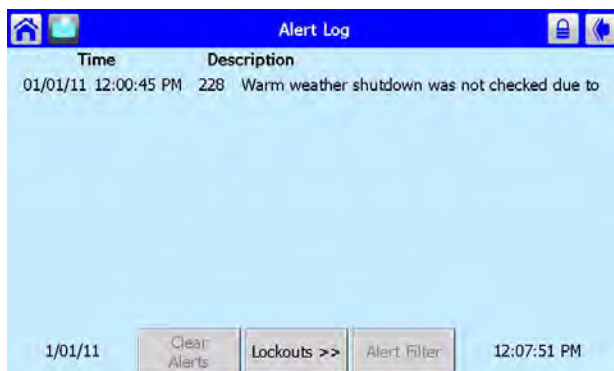 Alert Log
Time Description
01/01/11 12:00:45 PM 228 Warm weather shutdown was not checked due to
1/01/11 Clear Alerts Lockouts >> Alert Filter 12:07:51 PM